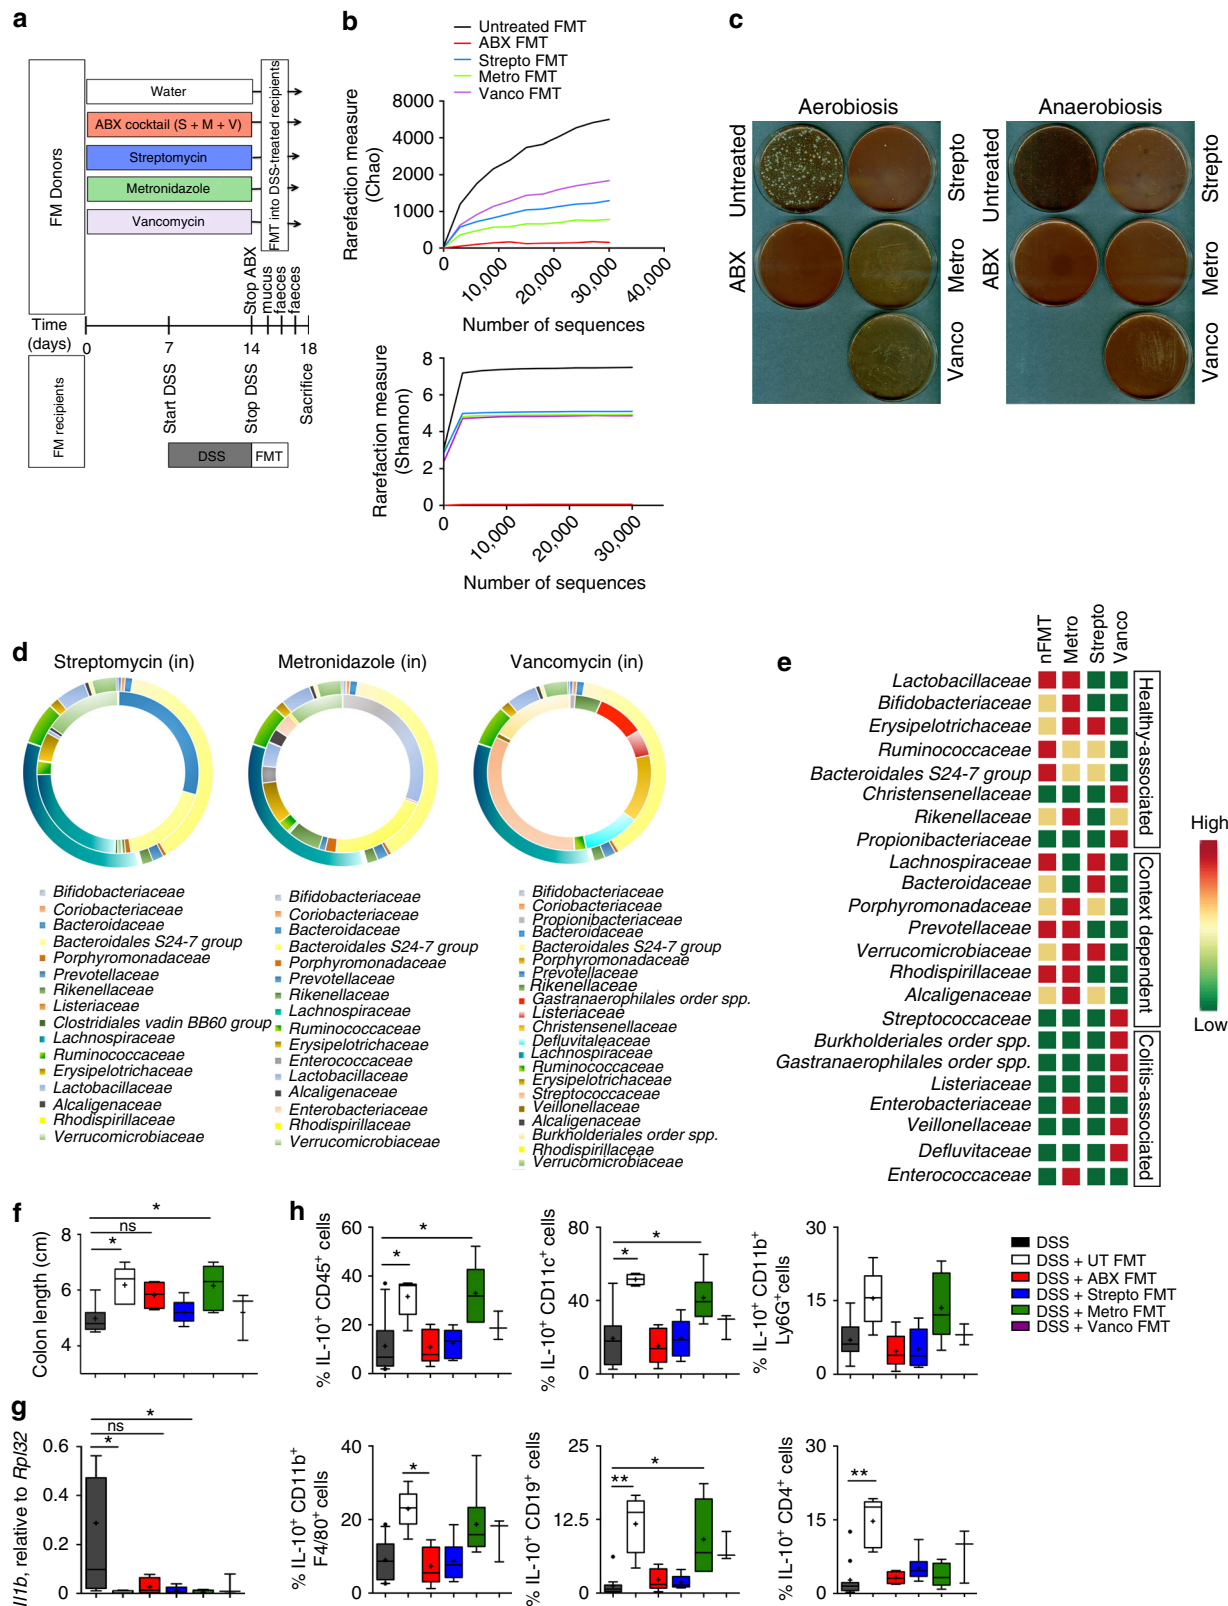 a
FM Donors
Water
ABX cocktail (S + M + V)
Streptomycin
Metronidazole
Vancomycin
FMT into DSS-treated recipients
Stop ABX
mucus
faeces
faeces
Time
(days)
0
7
14
18
FM recipients
Start DSS
Stop DSS
Sacrifice
DSS
FMT
b
Untreated FMT
ABX FMT
Strepto FMT
Metro FMT
Vanco FMT
Rarefaction measure
(Chao)
8000
4000
2000
1000
0
0
10,000
20,000
30,000
40,000
Number of sequences
Rarefaction measure
(Shannon)
8
6
4
2
0
0
10,000
20,000
30,000
Number of sequences
c
Aerobiosis
Anaerobiosis
Untreated
Strepto
ABX
Metro
Vanco
Untreated
Strepto
ABX
Metro
Vanco
d
Streptomycin (in)
Metronidazole (in)
Vancomycin (in)
Bifidobacteriaceae
Coriobacteriaceae
Bacteroidaceae
Bacteroidales S24-7 group
Porphyromonadaceae
Prevotellaceae
Rikenellaceae
Listeriaceae
Clostridiales vadin BB60 group
Lachnospiraceae
Ruminococcaceae
Erysipelotrichaceae
Lactobacillaceae
Alcaligenaceae
Rhodispirillaceae
Verrucomicrobiaceae
Bifidobacteriaceae
Coriobacteriaceae
Bacteroidaceae
Bacteroidales S24-7 group
Porphyromonadaceae
Prevotellaceae
Rikenellaceae
Lachnospiraceae
Ruminococcaceae
Erysipelotrichaceae
Enterococcaceae
Lactobacillaceae
Alcaligenaceae
Enterobacteriaceae
Rhodispirillaceae
Verrucomicrobiaceae
Bifidobacteriaceae
Coriobacteriaceae
Propionibacteriaceae
Bacteroidaceae
Bacteroidales S24-7 group
Porphyromonadaceae
Prevotellaceae
Rikenellaceae
Gastranaerophilales order spp.
Listeriaceae
Christensenellaceae
Defluvitaleaceae
Lachnospiraceae
Ruminococcaceae
Erysipelotrichaceae
Streptococcaceae
Veillonellaceae
Alcaligenaceae
Burkholderiales order spp.
Rhodispirillaceae
Verrucomicrobiaceae
e
nFMT
Metro
Strepto
Vanco
Lactobacillaceae
Bifidobacteriaceae
Erysipelotrichaceae
Ruminococcaceae
Bacteroidales S24-7 group
Christensenellaceae
Rikenellaceae
Propionibacteriaceae
Lachnospiraceae
Bacteroidaceae
Porphyromonadaceae
Prevotellaceae
Verrucomicrobiaceae
Rhodispirillaceae
Alcaligenaceae
Streptococcaceae
Burkholderiales order spp.
Gastranaerophilales order spp.
Listeriaceae
Enterobacteriaceae
Veillonellaceae
Defluvitaceae
Enterococcaceae
Healthy-associated
Context dependent
Colitis-associated
High
Low
f
Colon length (cm)
8
6
4
*
ns
*
g
Il1b, relative to Rpl32
0.6
0.4
0.2
0
*
ns
*
h
% IL-10+ CD45+ cells
60
40
20
0
*
*
% IL-10+ CD11c+ cells
80
40
0
*
*
% IL-10+ CD11b+
Ly6G+cells
30
15
0
DSS
DSS + UT FMT
DSS + ABX FMT
DSS + Strepto FMT
DSS + Metro FMT
DSS + Vanco FMT
% IL-10+ CD11b+
F4/80+ cells
40
20
0
*
% IL-10+ CD19+ cells
25
12.5
0
**
*
% IL-10+ CD4+ cells
30
15
0
**